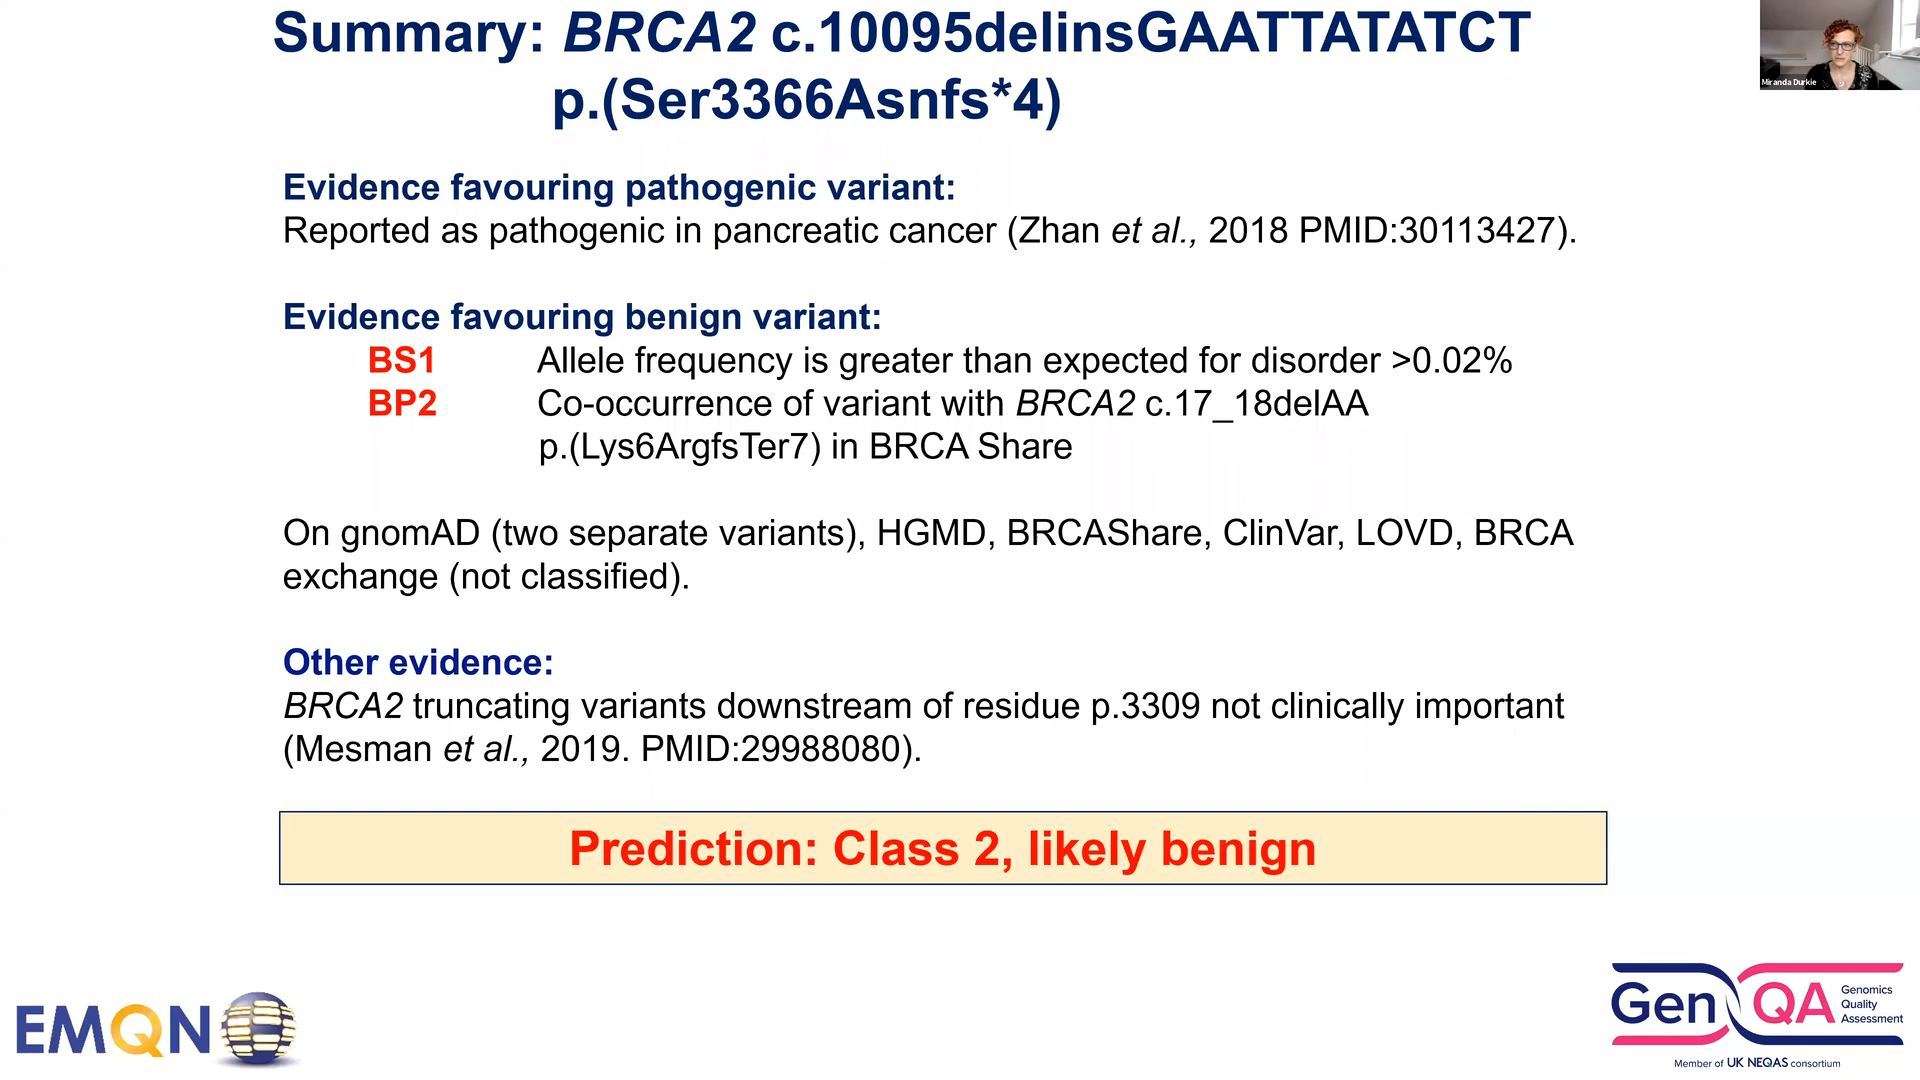 Summary: BRCA2 c.10095delinsGAATTATATCT
p.(Ser3366Asnfs*4)
Miranda Durkie
Evidence favouring pathogenic variant:
Reported as pathogenic in pancreatic cancer (Zhan et al., 2018 PMID:30113427).
Evidence favouring benign variant:
BS1 Allele frequency is greater than expected for disorder >0.02%
BP2 Co-occurrence of variant with BRCA2 c.17_18delAA
p.(Lys6ArgfsTer7) in BRCA Share
On gnomAD (two separate variants), HGMD, BRCAShare, ClinVar, LOVD, BRCA
exchange (not classified).
Other evidence:
BRCA2 truncating variants downstream of residue p.3309 not clinically important
(Mesman et al., 2019. PMID:29988080).
Prediction: Class 2, likely benign
EMQN
Gen QA
Genomics
Quality
Assessment
Member of UK NEQAS consortium